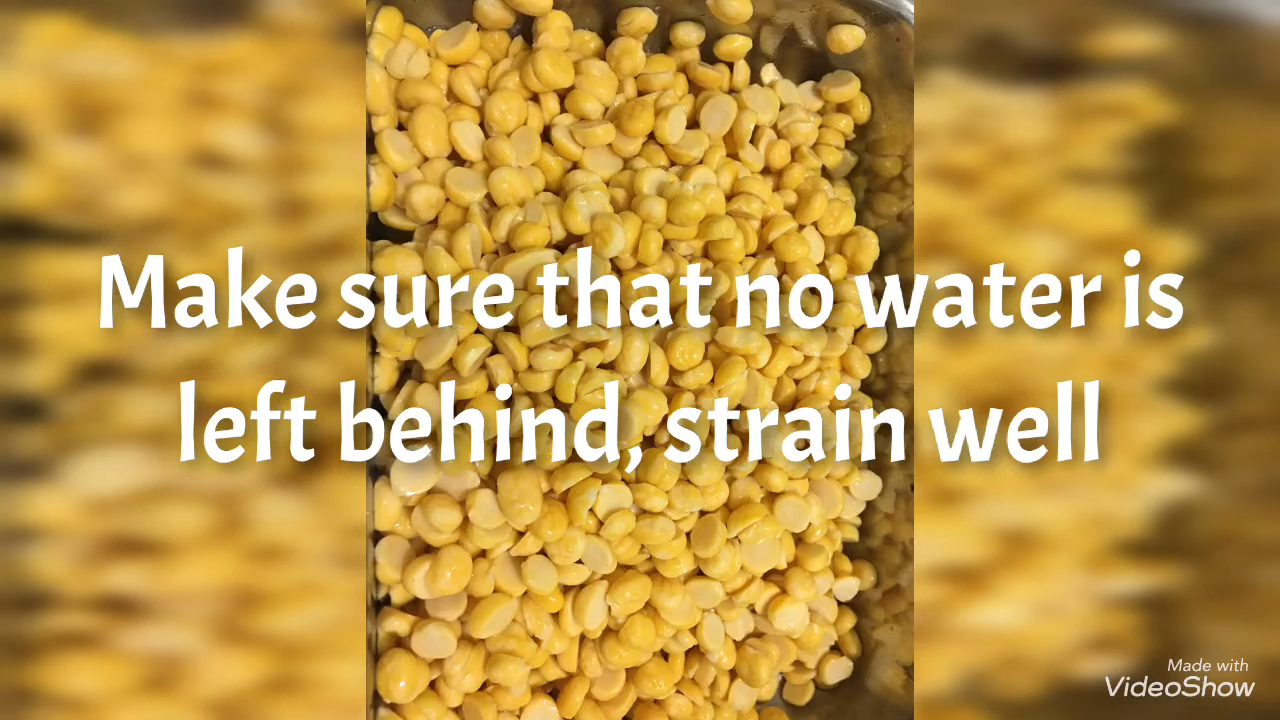 Make sure that no water is
left behind, strain well
Made with
VideoShow